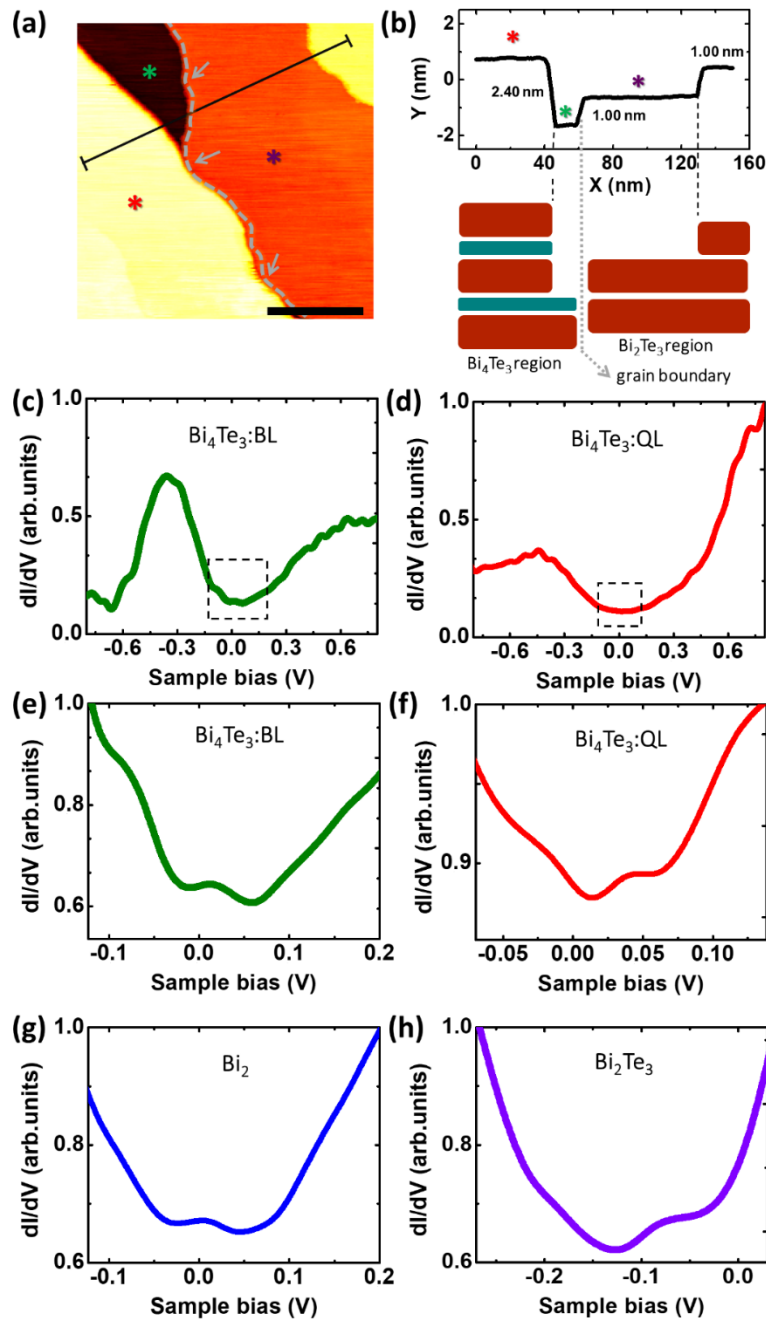 (a)
(b)
2
0
-2
Y (nm)
2.40 nm
1.00 nm
1.00 nm
0 40 80 120 160
X (nm)
Bi₄Te₃ region
Bi₂Te₃ region
grain boundary
(c)
Bi₄Te₃:BL
1.0
0.5
0.0
dI/dV (arb.units)
-0.6 -0.3 0.0 0.3 0.6
Sample bias (V)
(d)
Bi₄Te₃:QL
1.0
0.5
0.0
dI/dV (arb.units)
-0.6 -0.3 0.0 0.3 0.6
Sample bias (V)
(e)
Bi₄Te₃:BL
1.0
0.8
0.6
dI/dV (arb.units)
-0.1 0.0 0.1 0.2
Sample bias (V)
(f)
Bi₄Te₃:QL
1.0
0.9
dI/dV (arb.units)
-0.05 0.00 0.05 0.10
Sample bias (V)
(g)
Bi₂
1.0
0.8
0.6
dI/dV (arb.units)
-0.1 0.0 0.1 0.2
Sample bias (V)
(h)
Bi₂Te₃
1.0
0.8
0.6
dI/dV (arb.units)
-0.2 -0.1 0.0
Sample bias (V)